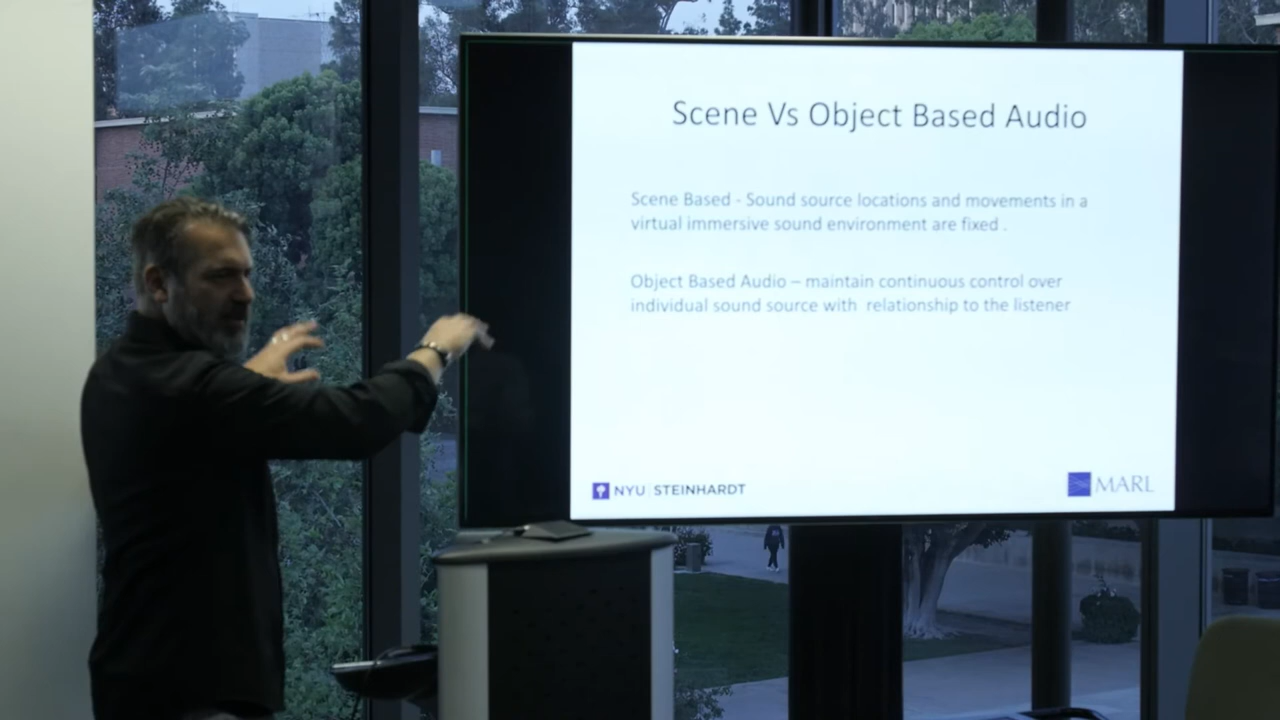 Scene Vs Object Based Audio
Scene Based - Sound source locations and movements in a
virtual immersive sound environment are fixed .
Object Based Audio – maintain continuous control over
individual sound source with  relationship to the listener
NYU STEINHARDT
MARL